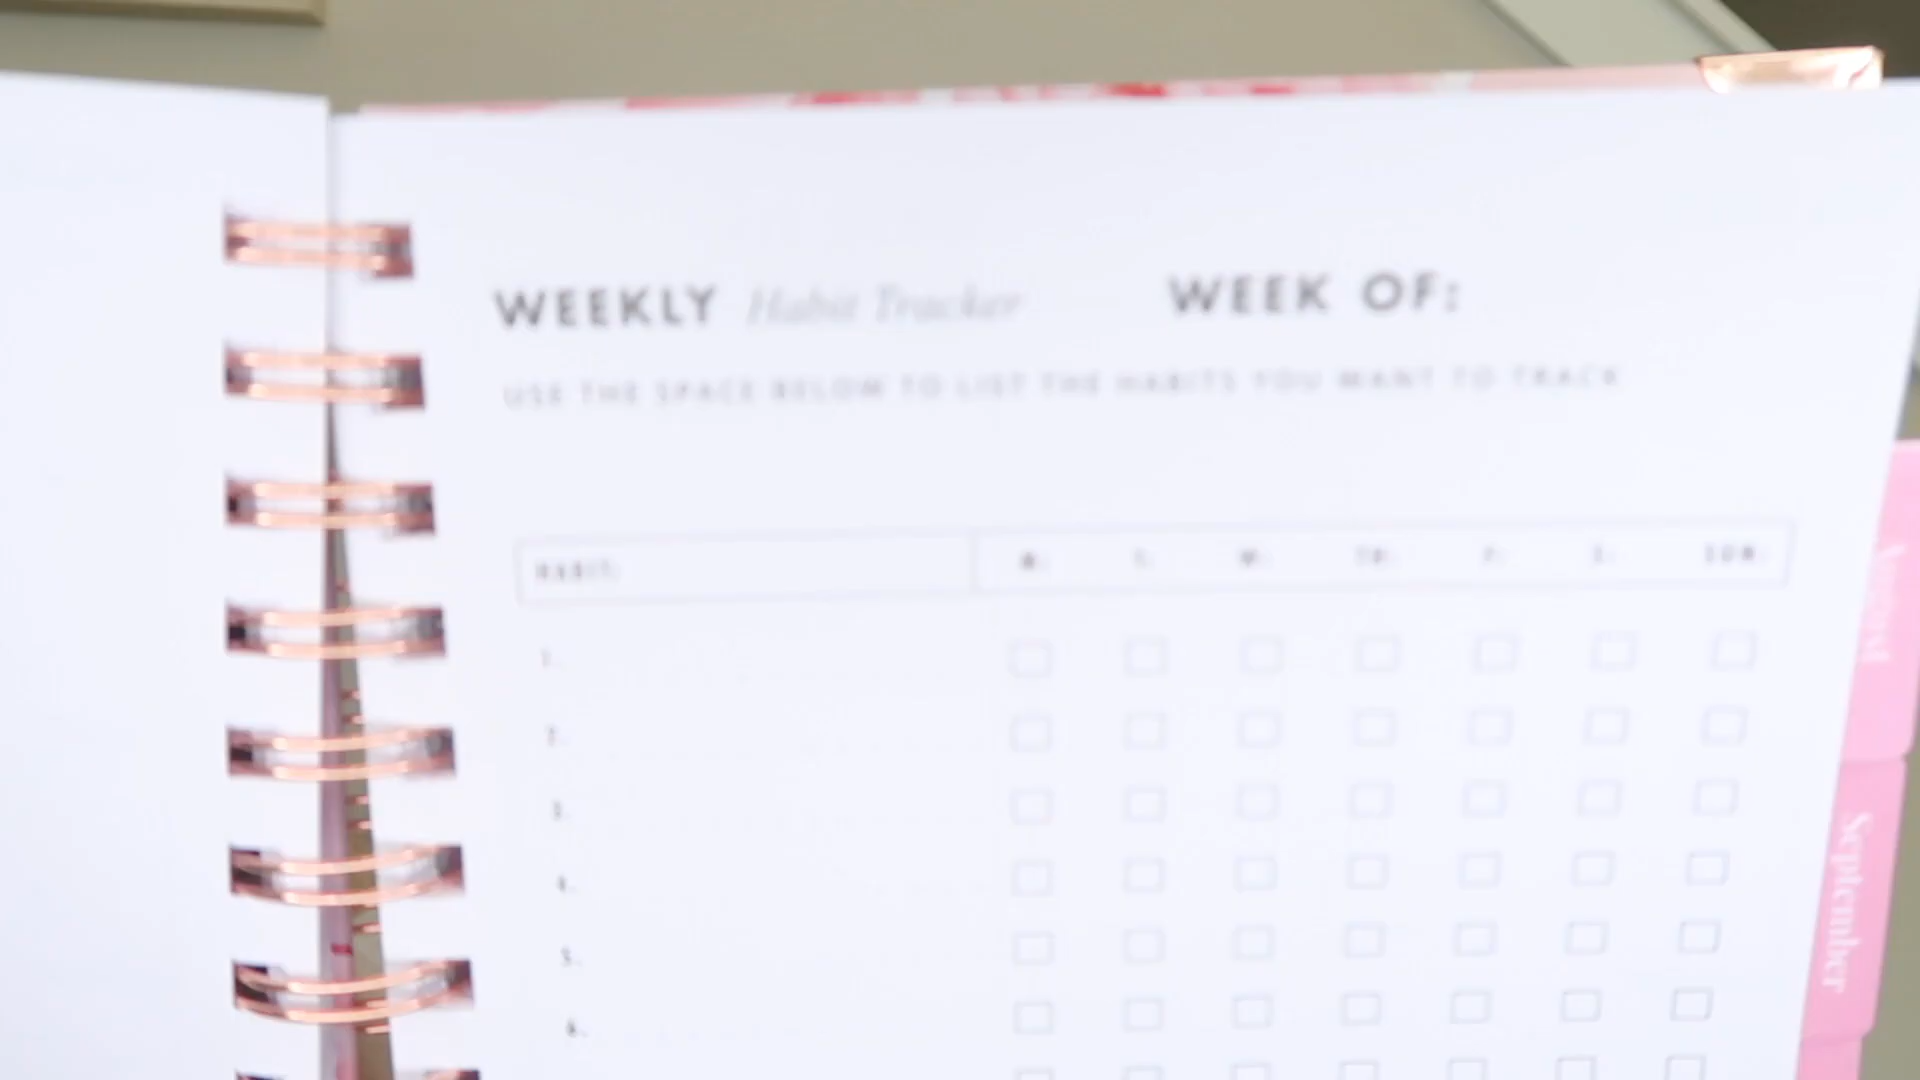 WEEKLY Habit Tracker WEEK OF:
USE THE SPACE BELOW TO LIST THE HABITS YOU WANT TO TRACK
HABIT: M: T: W: TH: F: S: SUN:
1.
2.
3.
4.
5.
6.
August
September